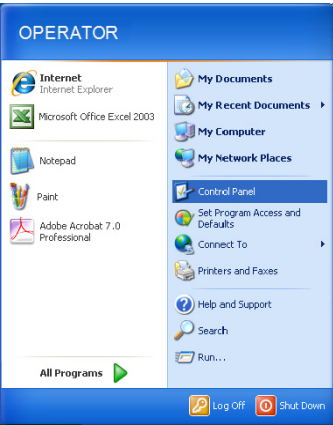 OPERATOR
Internet
Internet Explorer
Microsoft Office Excel 2003
Notepad
Paint
Adobe Acrobat 7.0
Professional
All Programs
My Documents
My Recent Documents
My Computer
My Network Places
Control Panel
Set Program Access and
Defaults
Connect To
Printers and Faxes
Help and Support
Search
Run...
Log Off
Shut Down